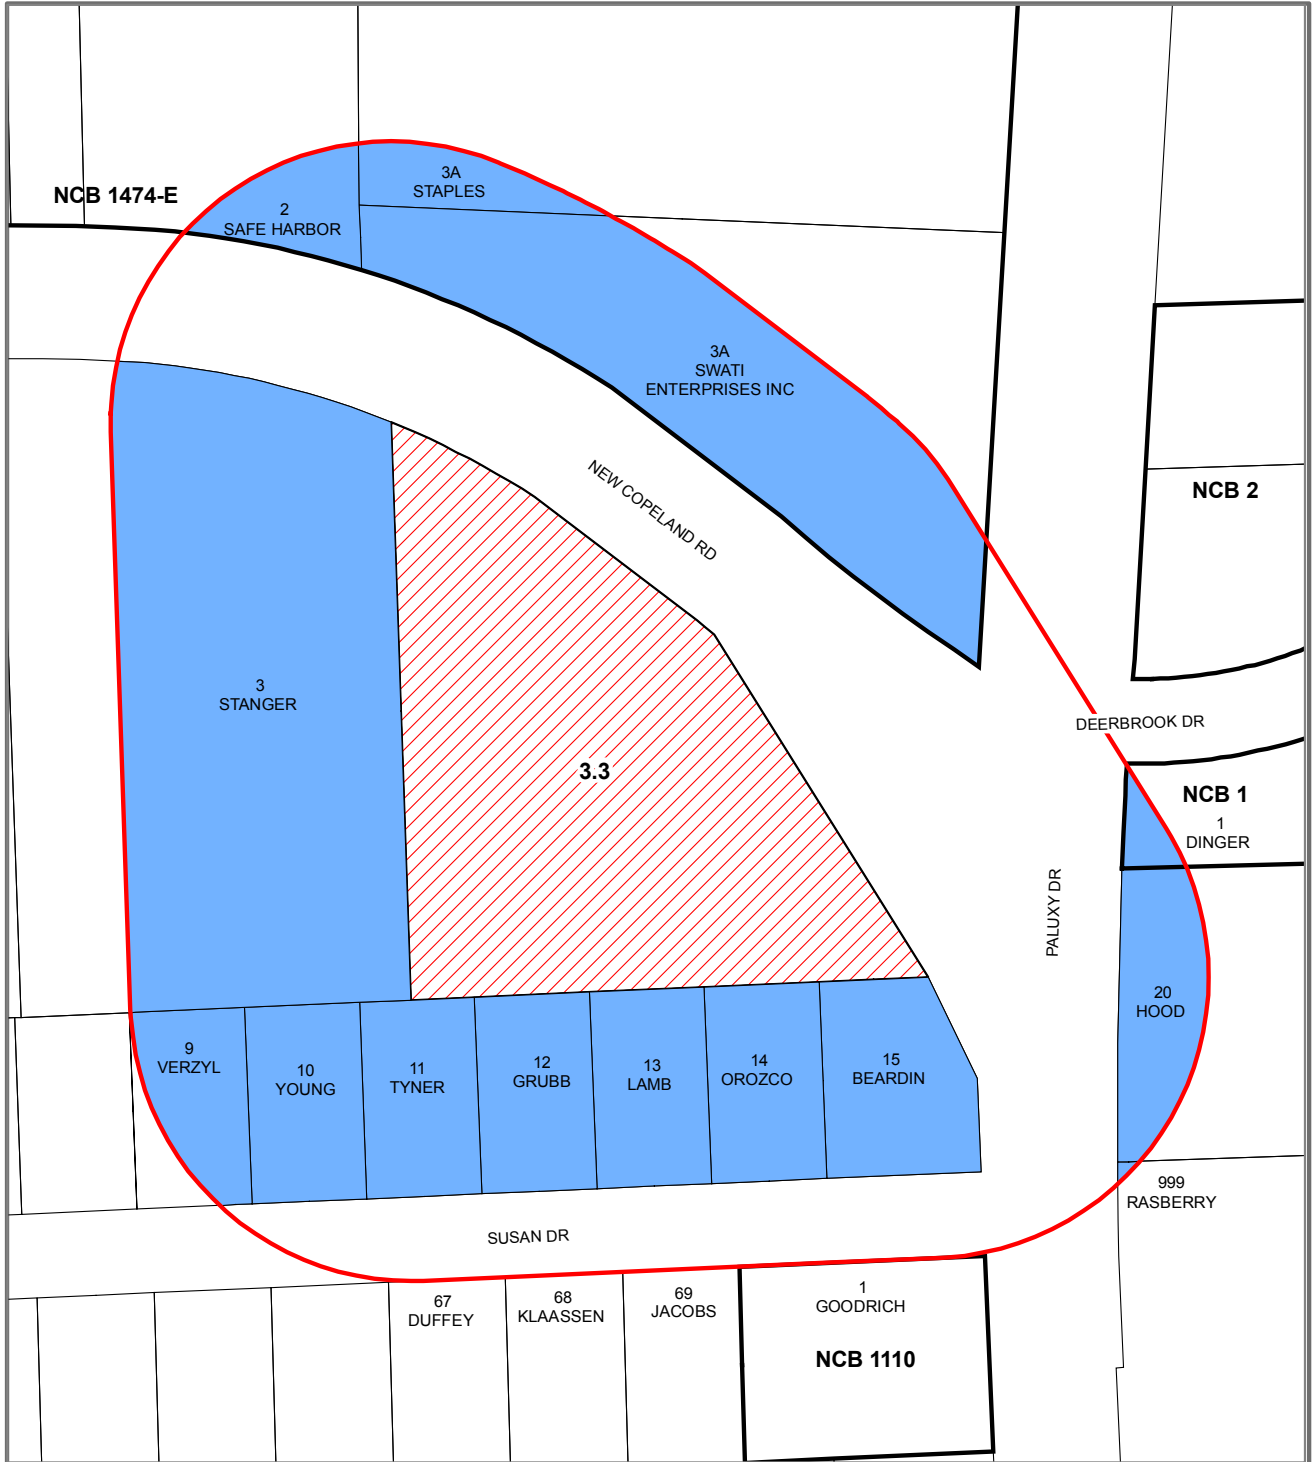 3A
STAPLES
NCB 1474-E
2
SAFE HARBOR
3A
SWATI
ENTERPRISES INC
NEW COPELAND RD
NCB 2
3
STANGER
DEERBROOK DR
3.3
NCB 1
1
DINGER
PALUXY DR
20
HOOD
9
VERZYL
10
YOUNG
11
TYNER
12
GRUBB
13
LAMB
14
OROZCO
15
BEARDIN
999
RASBERRY
SUSAN DR
67
DUFFEY
68
KLAASSEN
69
JACOBS
1
GOODRICH
NCB 1110